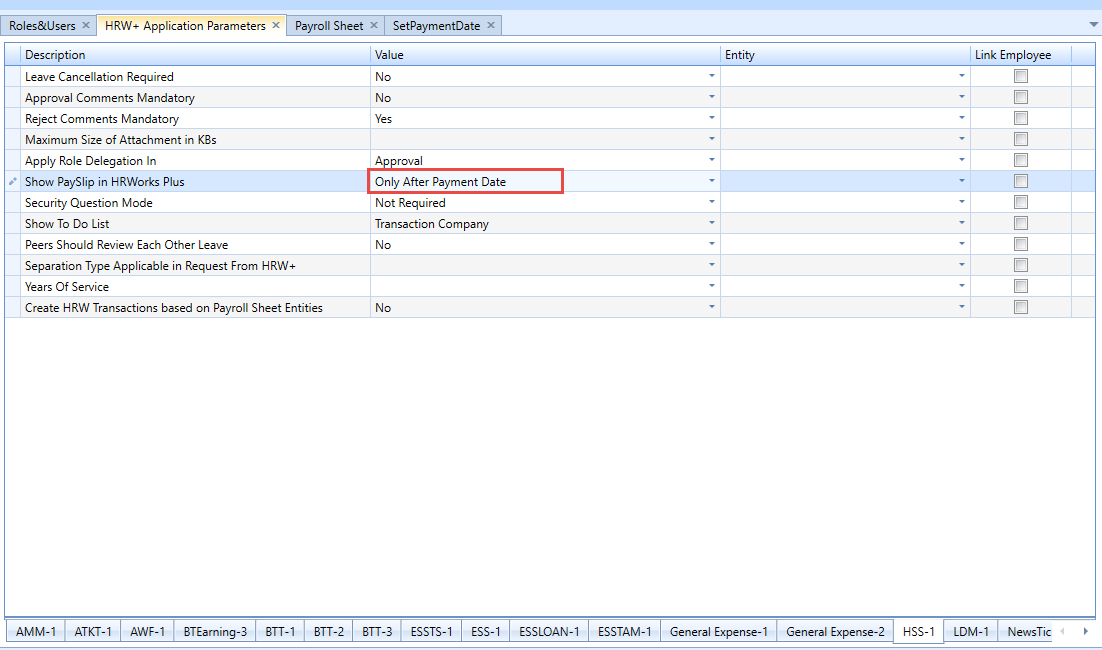 Roles&Users HRW+ Application Parameters Payroll Sheet SetPaymentDate
Description Value Entity Link Employee
Leave Cancellation Required No
Approval Comments Mandatory No
Reject Comments Mandatory Yes
Maximum Size of Attachment in KBs
Apply Role Delegation In Approval
Show PaySlip in HRWorks Plus Only After Payment Date
Security Question Mode Not Required
Show To Do List Transaction Company
Peers Should Review Each Other Leave No
Separation Type Applicable in Request From HRW+
Years Of Service
Create HRW Transactions based on Payroll Sheet Entities No
AMM-1 ATKT-1 AWF-1 BTEarning-3 BTT-1 BTT-2 BTT-3 ESSTS-1 ESS-1 ESSLOAN-1 ESSTAM-1 General Expense-1 General Expense-2 HSS-1 LDM-1 NewsTic